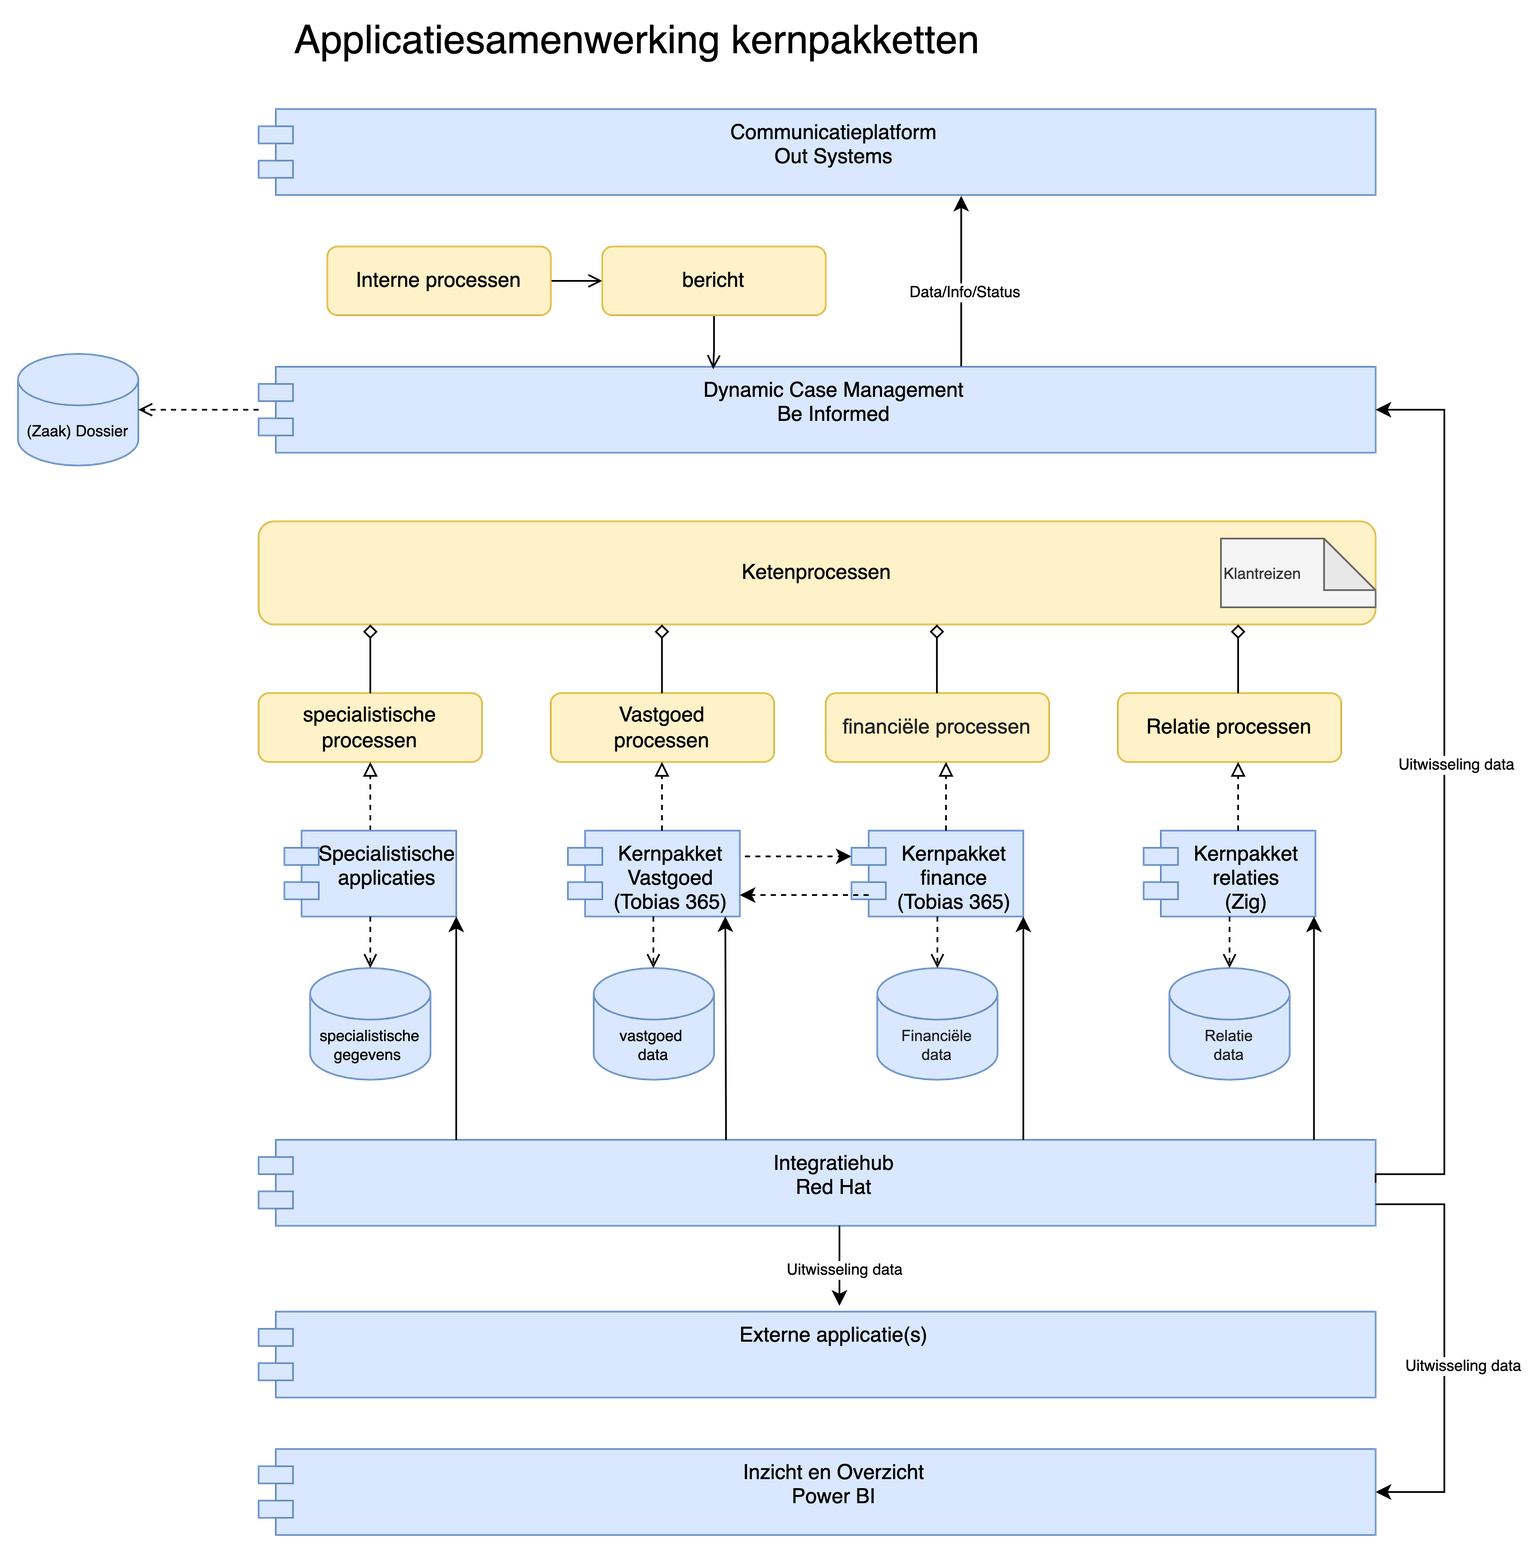 Applicatiesamenwerking kernpakketten
Communicatieplatform
Out Systems
Interne processen
bericht
Data/Info/Status
(Zaak) Dossier
Dynamic Case Management
Be Informed
Ketenprocessen
Klantreizen
specialistische
processen
Vastgoed
processen
financiële processen
Relatie processen
Uitwisseling data
Specialistische
applicaties
Kernpakket
Vastgoed
(Tobias 365)
Kernpakket
finance
(Tobias 365)
Kernpakket
relaties
(Zig)
specialistische
gegevens
vastgoed
data
Financiële
data
Relatie
data
Integratiehub
Red Hat
Uitwisseling data
Externe applicatie(s)
Uitwisseling data
Inzicht en Overzicht
Power BI